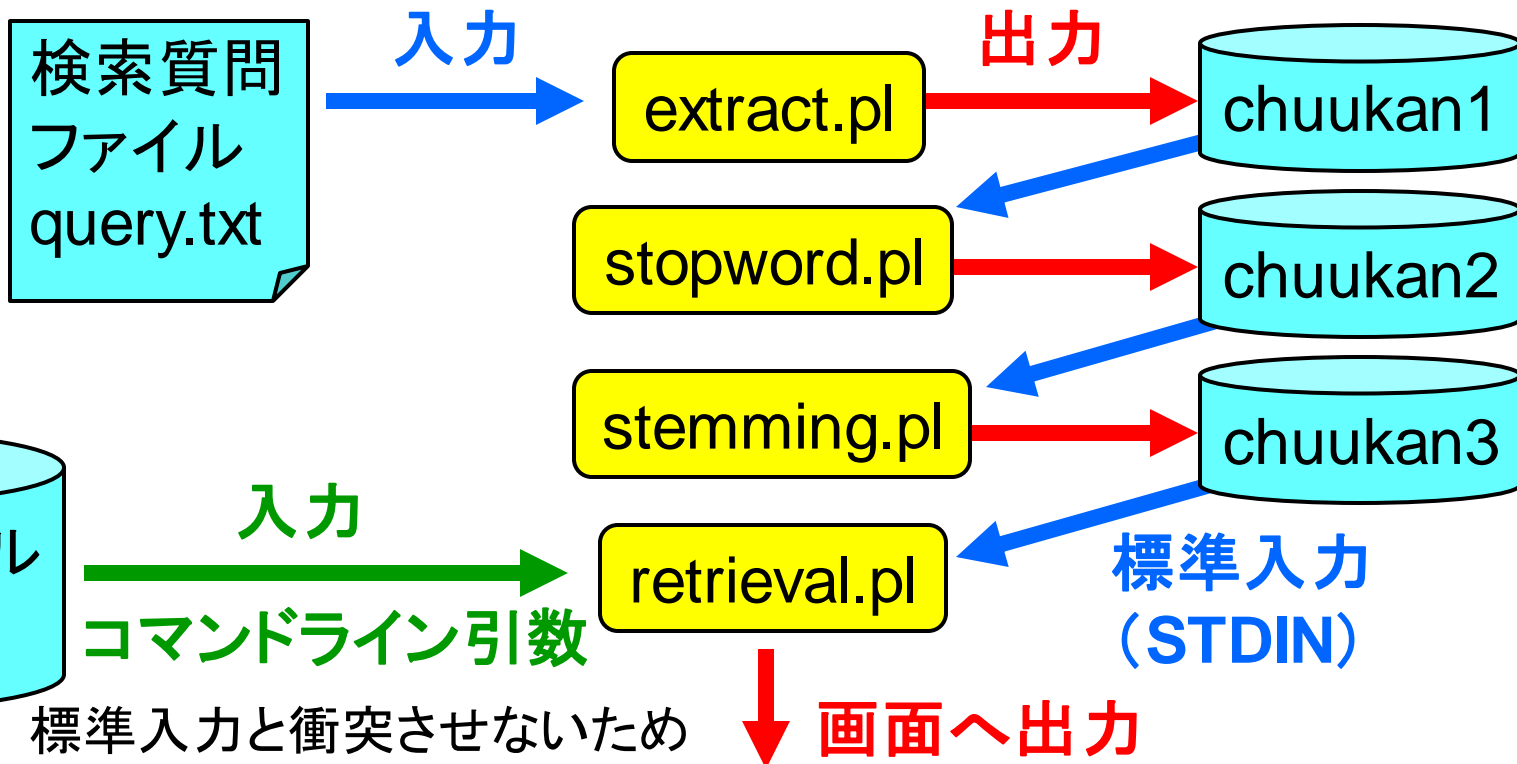 検索質問
ファイル
query.txt
入力
extract.pl
出力
chuukan1
stopword.pl
chuukan2
stemming.pl
chuukan3
ル
入力
コマンドライン引数
retrieval.pl
標準入力
（STDIN）
標準入力と衝突させないため
画面へ出力